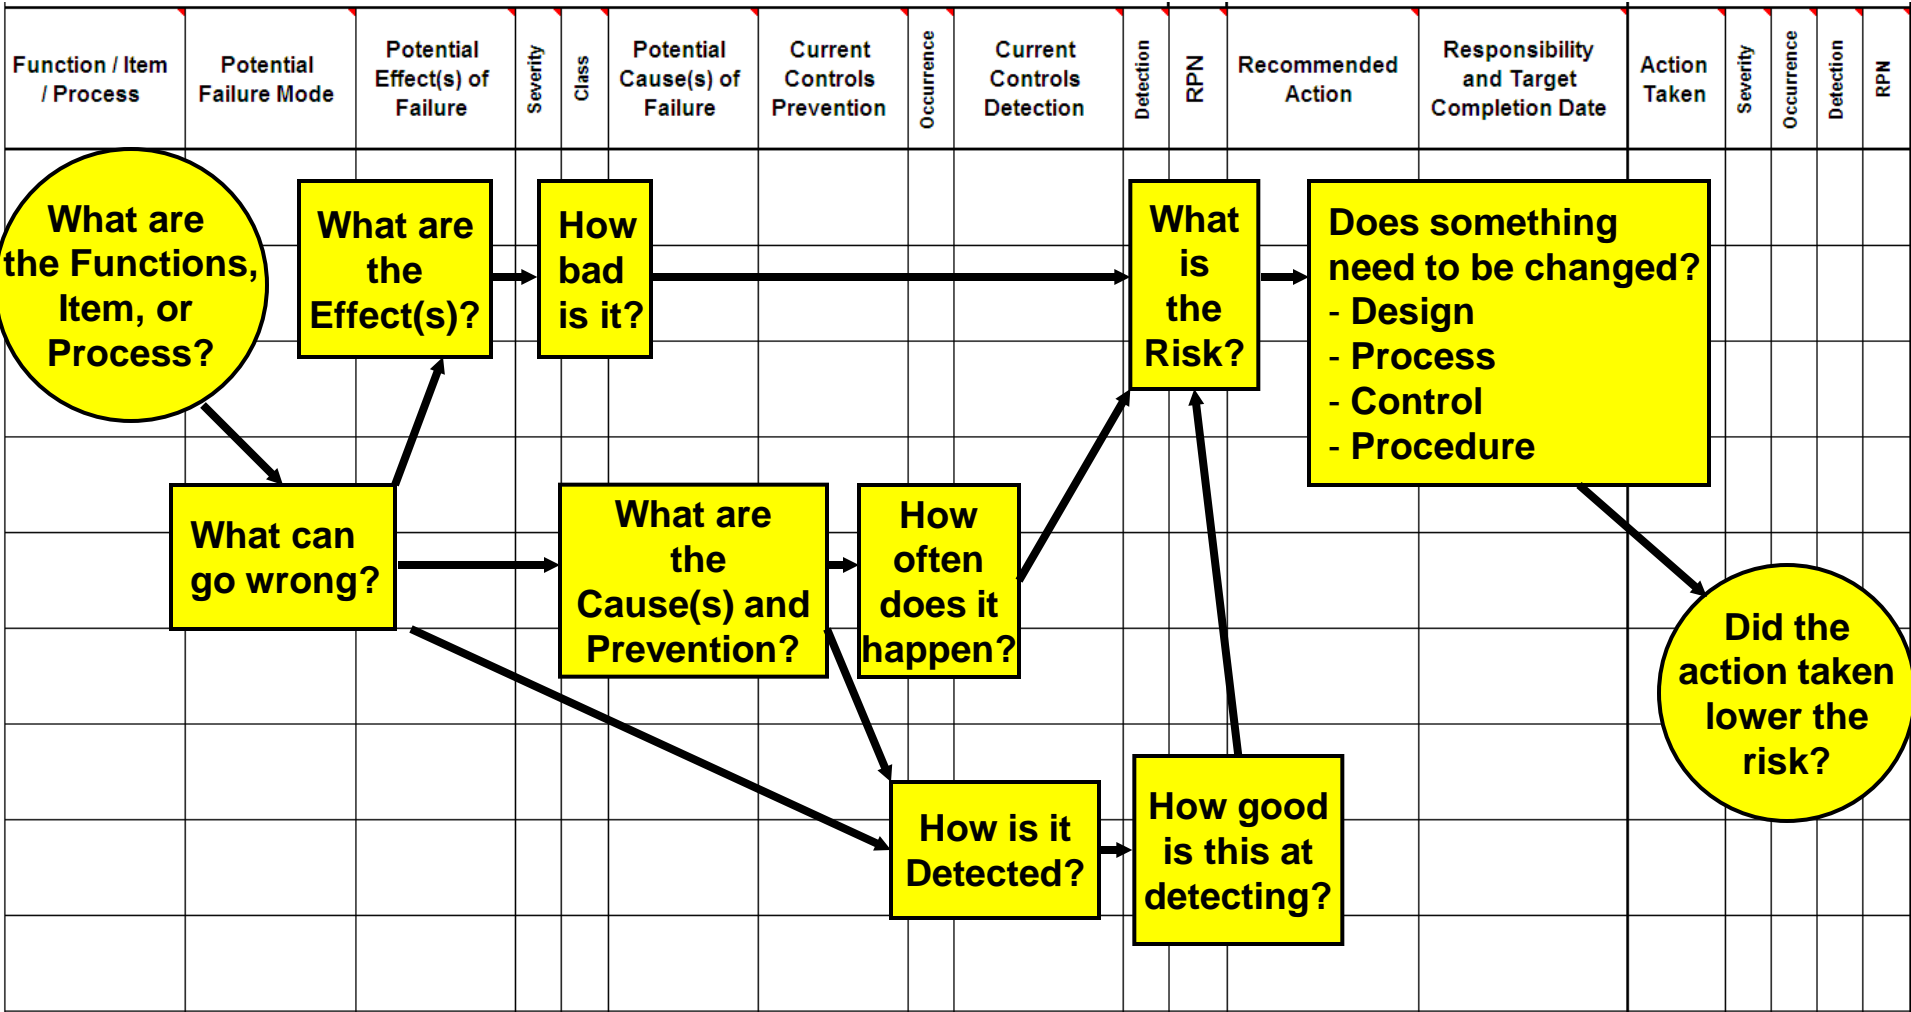 Function / Item
/ Process
Potential
Failure Mode
Potential
Effect(s) of
Failure
Severity
Class
Potential
Cause(s) of
Failure
Current
Controls
Prevention
Occurrence
Current
Controls
Detection
Detection
RPN
Recommended
Action
Responsibility
and Target
Completion Date
Action
Taken
Severity
Occurrence
Detection
RPN
What are
the Functions,
Item, or
Process?
What are
the
Effect(s)?
How
bad
is it?
What
is
the
Risk?
Does something
need to be changed?
- Design
- Process
- Control
- Procedure
What can
go wrong?
What are
the
Cause(s) and
Prevention?
How
often
does it
happen?
Did the
action taken
lower the
risk?
How is it
Detected?
How good
is this at
detecting?